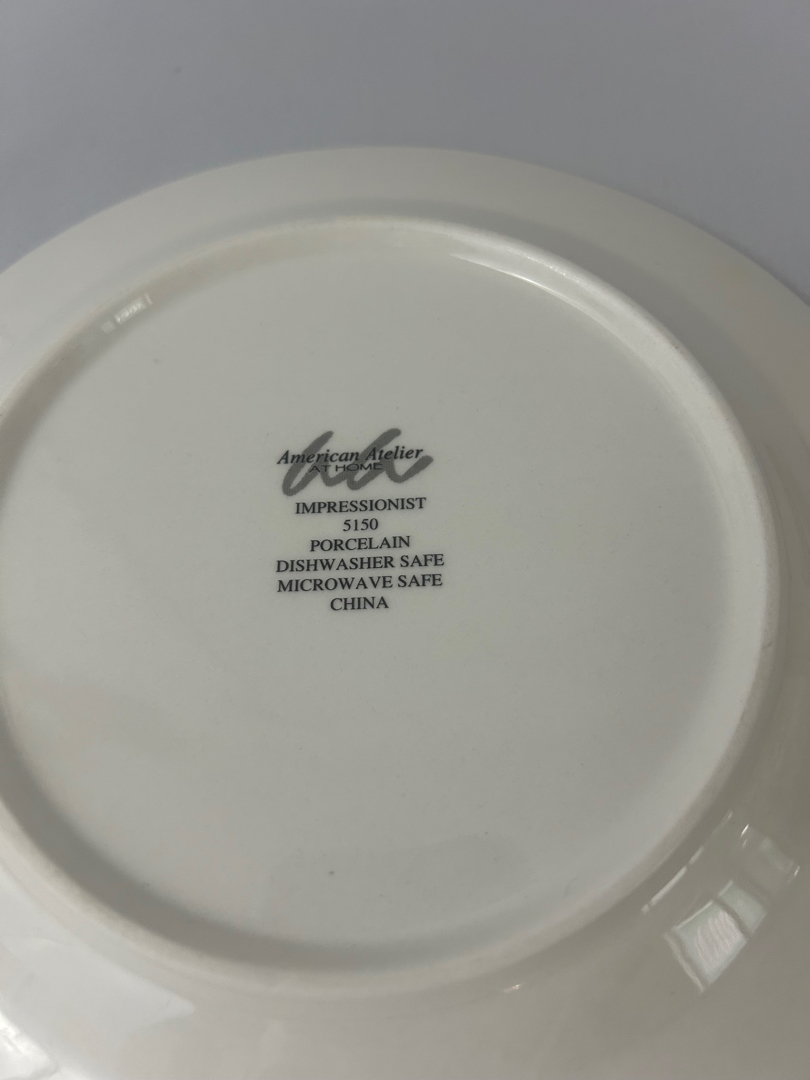 American Atelier
AT HOME
IMPRESSIONIST
5150
PORCELAIN
DISHWASHER SAFE
MICROWAVE SAFE
CHINA